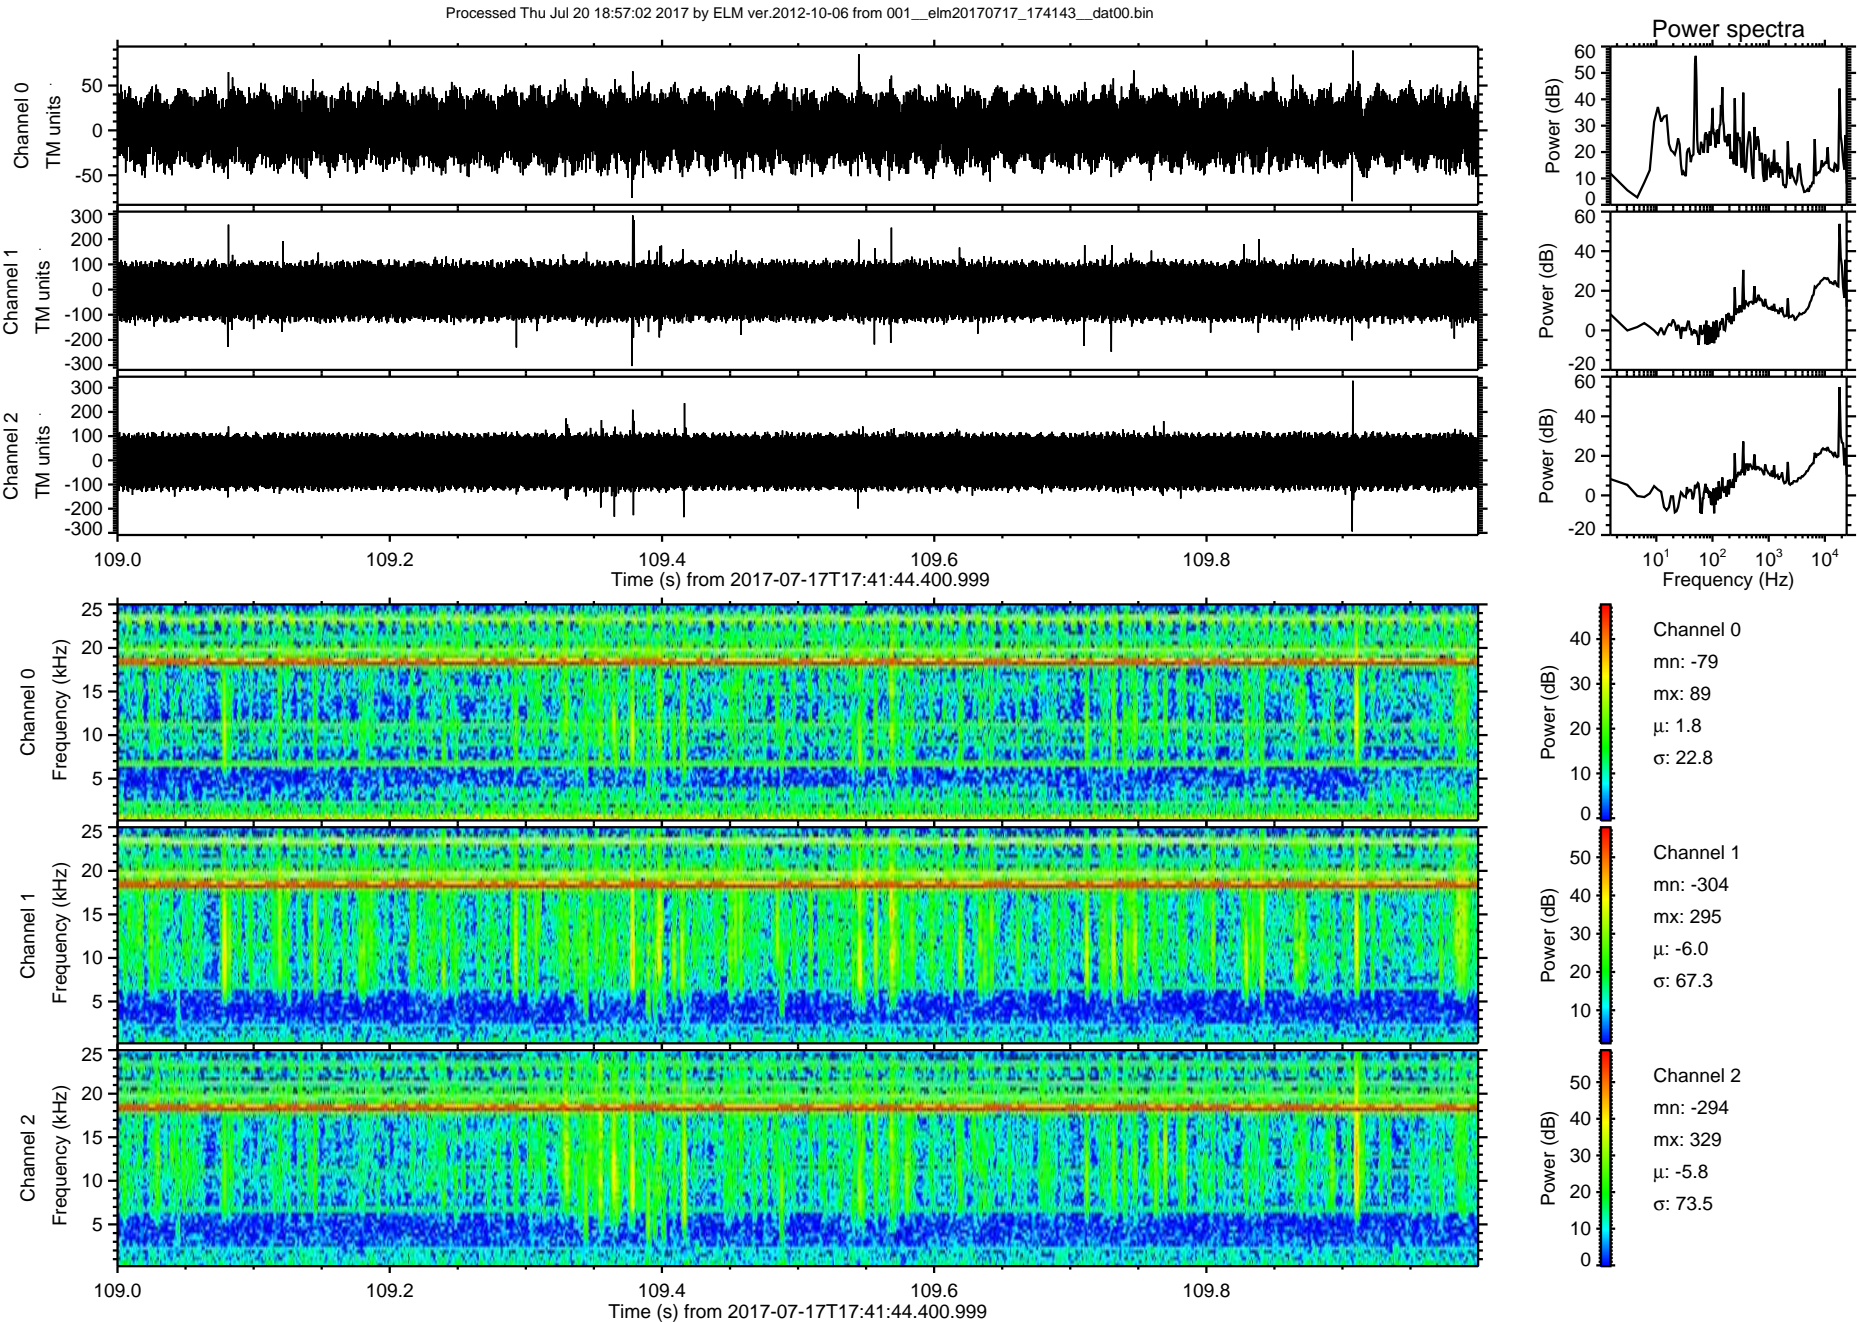 Processed Thu Jul 20 18:57:02 2017 by ELM ver.2012-10-06 from 001__elm20170717_174143__dat00.bin
Power spectra
Channel 0
TM units
50
0
-50
Power (dB)
60
50
40
30
20
10
0
Channel 1
TM units
300
200
100
0
-100
-200
-300
Power (dB)
60
40
20
0
-20
Channel 2
TM units
300
200
100
0
-100
-200
-300
Power (dB)
60
40
20
0
-20
109.0 109.2 109.4 109.6 109.8
Time (s) from 2017-07-17T17:41:44.400.999
10^1 10^2 10^3 10^4
Frequency (Hz)
Channel 0
Frequency (kHz)
25
20
15
10
5
Power (dB)
40
30
20
10
0
Channel 0
mn: -79
mx: 89
μ: 1.8
σ: 22.8
Channel 1
Frequency (kHz)
25
20
15
10
5
Power (dB)
50
40
30
20
10
Channel 1
mn: -304
mx: 295
μ: -6.0
σ: 67.3
Channel 2
Frequency (kHz)
25
20
15
10
5
Power (dB)
50
40
30
20
10
0
Channel 2
mn: -294
mx: 329
μ: -5.8
σ: 73.5
109.0 109.2 109.4 109.6 109.8
Time (s) from 2017-07-17T17:41:44.400.999